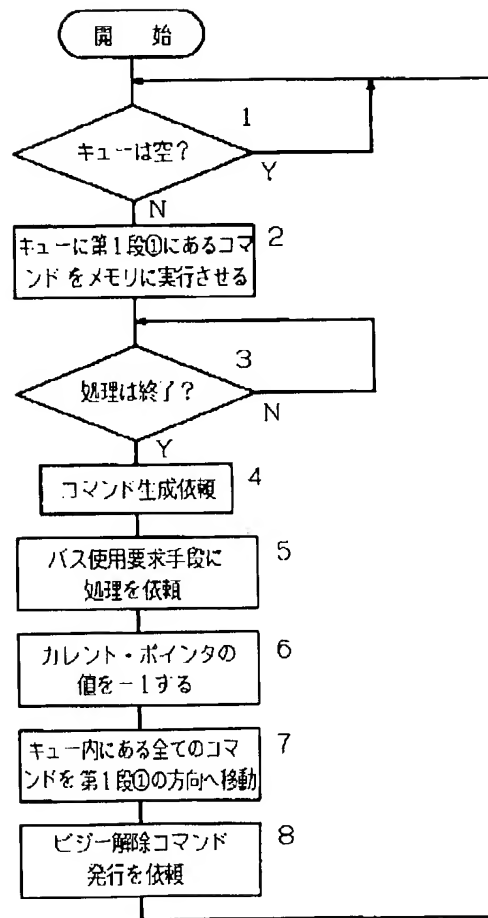 開 始
1
キューは空?
Y
N
2
キューに第1段①にあるコマ
ンドをメモリに実行させる
3
処理は終了?
N
Y
4
コマンド生成依頼
5
バス使用要求手段に
処理を依頼
6
カレント・ポインタの
値を-1する
7
キュー内にある全てのコマ
ンドを第1段①の方向へ移動
8
ビジー解除コマンド
発行を依頼